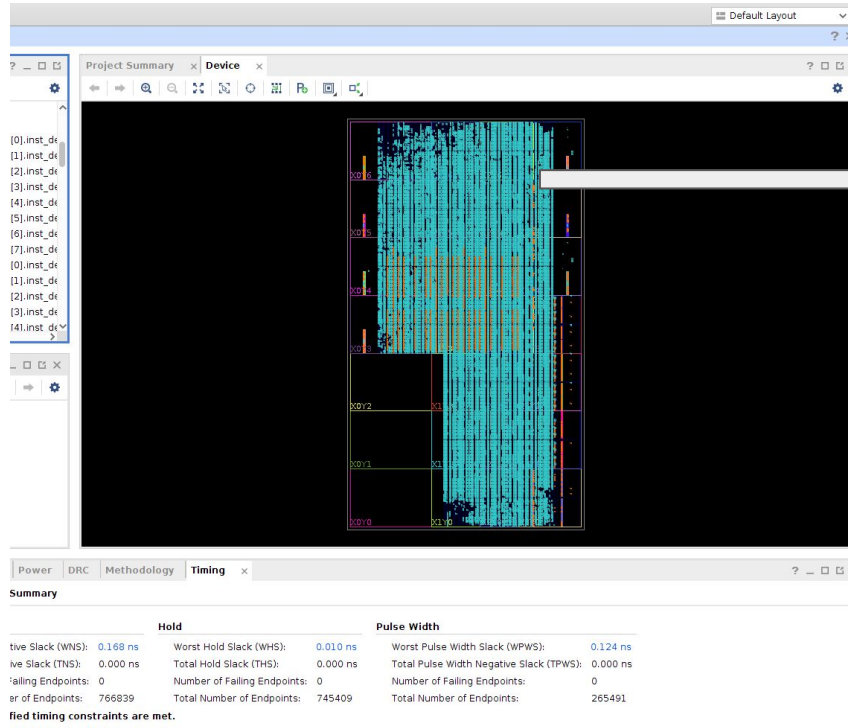 Default Layout
?
? _
Project Summary x Device x
?
[0].inst_de
[1].inst_de
[2].inst_de
[3].inst_de
[4].inst_de
[5].inst_de
[6].inst_de
[7].inst_de
[0].inst_de
[1].inst_de
[2].inst_de
[3].inst_de
[4].inst_de
X0Y6
X0Y5
X0Y4
X0Y3
X0Y2
X0Y1
X0Y0 X1Y0
Power DRC Methodology Timing x
? _
Summary
Hold Pulse Width
tive Slack (WNS): 0.168 ns Worst Hold Slack (WHS): 0.010 ns Worst Pulse Width Slack (WPWS): 0.124 ns
ive Slack (TNS): 0.000 ns Total Hold Slack (THS): 0.000 ns Total Pulse Width Negative Slack (TPWS): 0.000 ns
Failing Endpoints: 0 Number of Failing Endpoints: 0 Number of Failing Endpoints: 0
er of Endpoints: 766839 Total Number of Endpoints: 745409 Total Number of Endpoints: 265491
fied timing constraints are met.